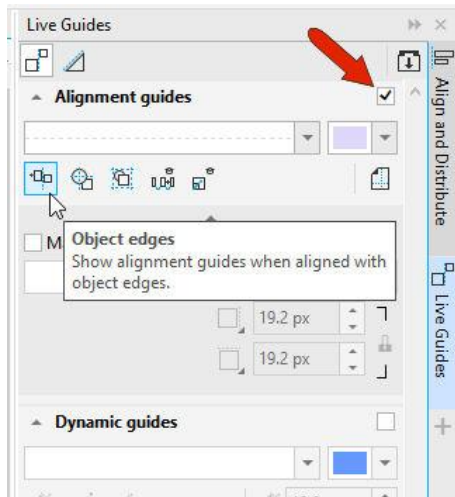 Live Guides
Alignment guides
M
Object edges
Show alignment guides when aligned with
object edges.
19.2 px
19.2 px
Dynamic guides
Align and Distribute
Live Guides